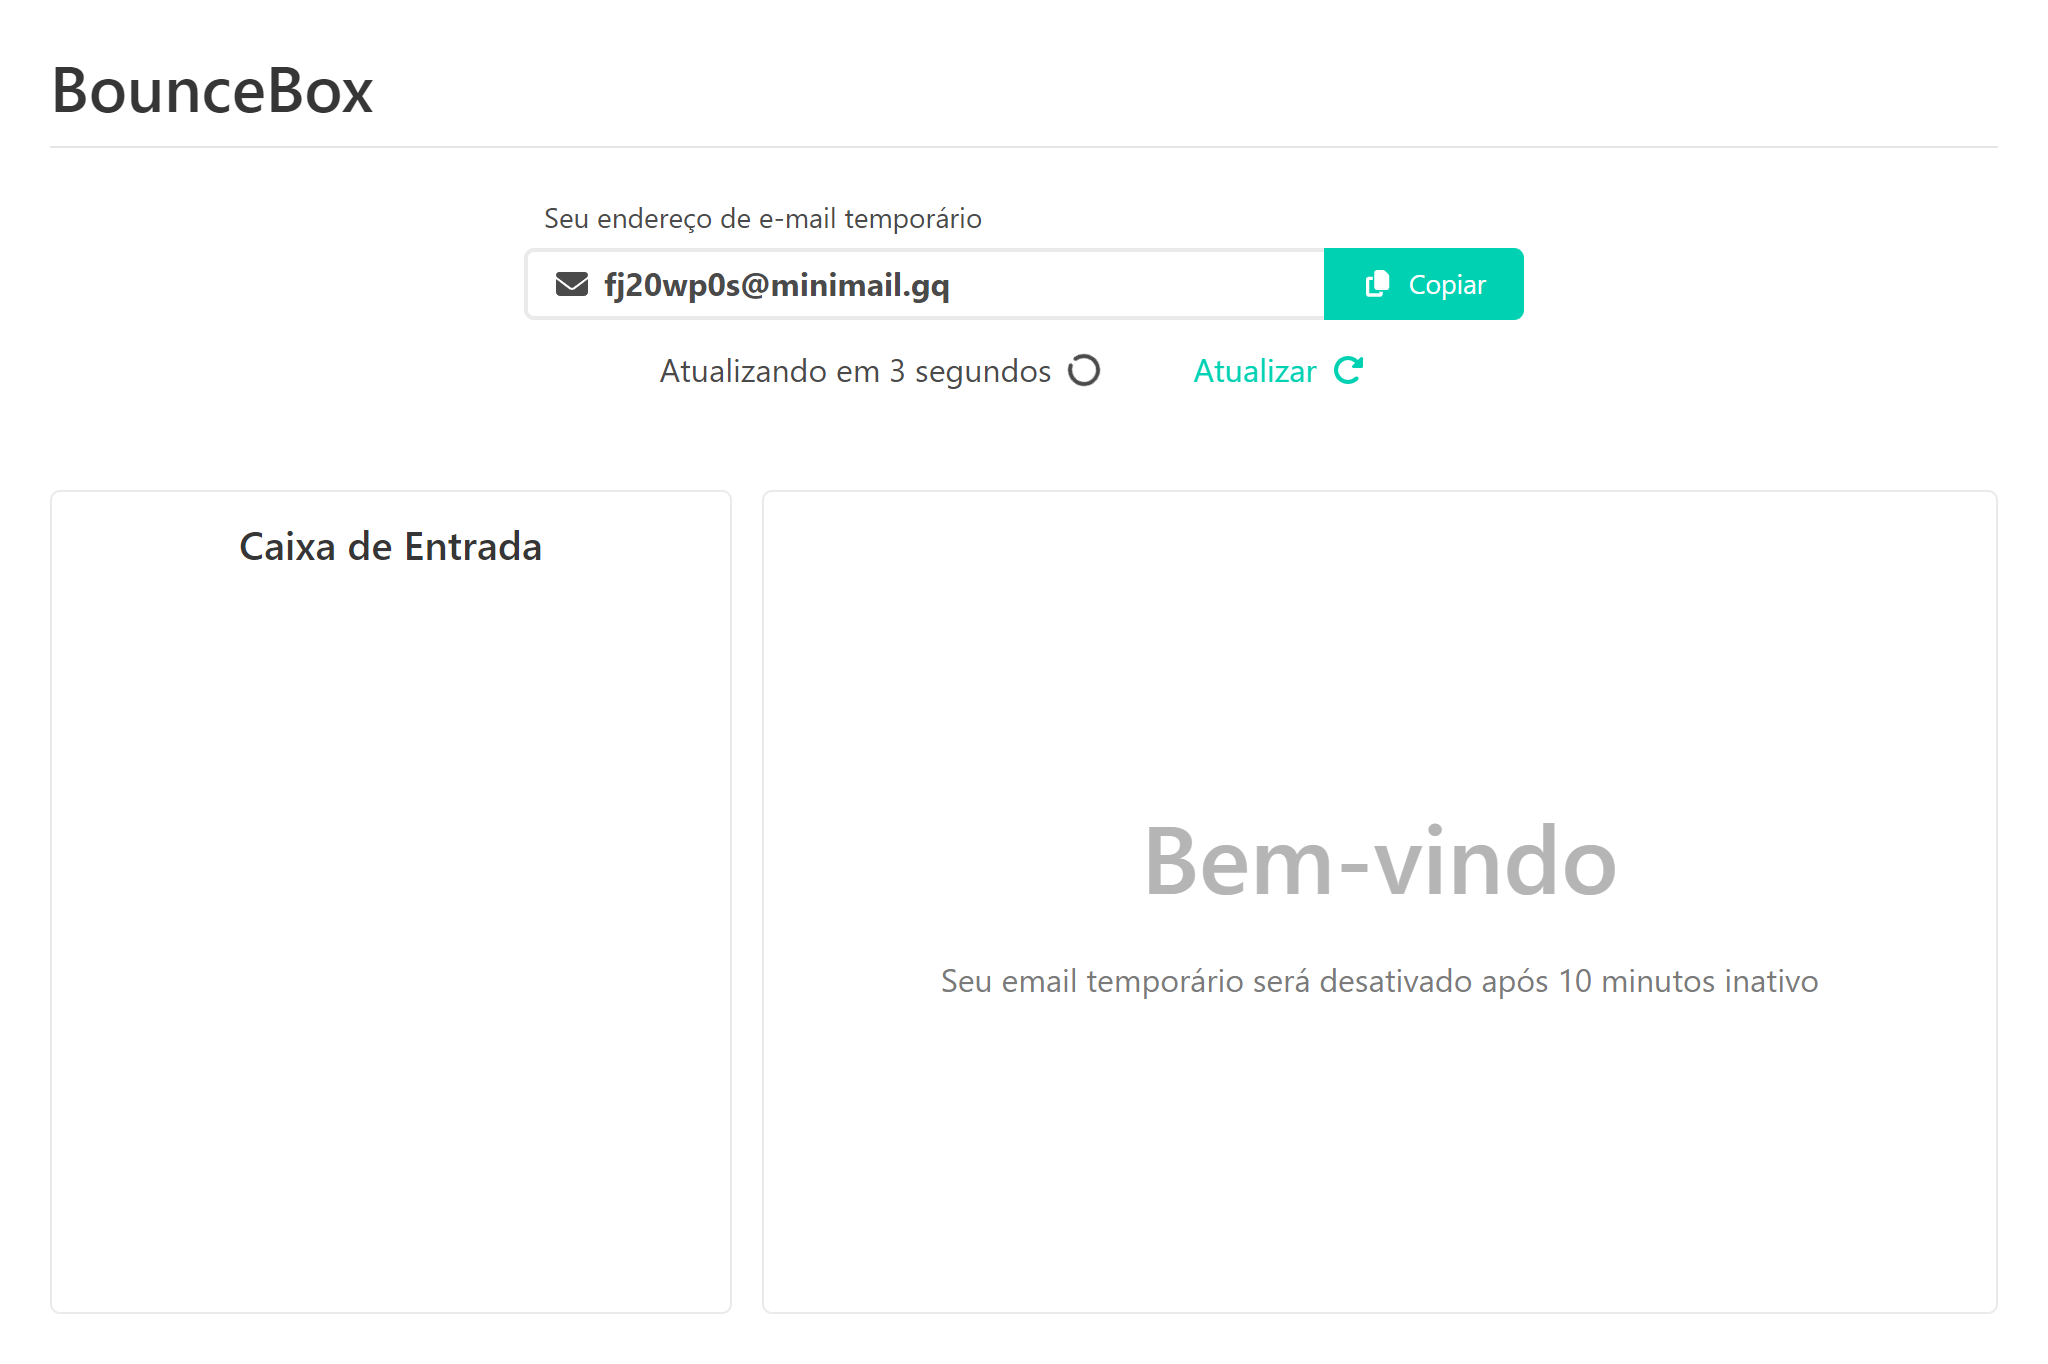 BounceBox
Seu endereço de e-mail temporário
fj20wp0s@minimail.gq
Copiar
Atualizando em 3 segundos
Atualizar
Caixa de Entrada
Bem-vindo
Seu email temporário será desativado após 10 minutos inativo